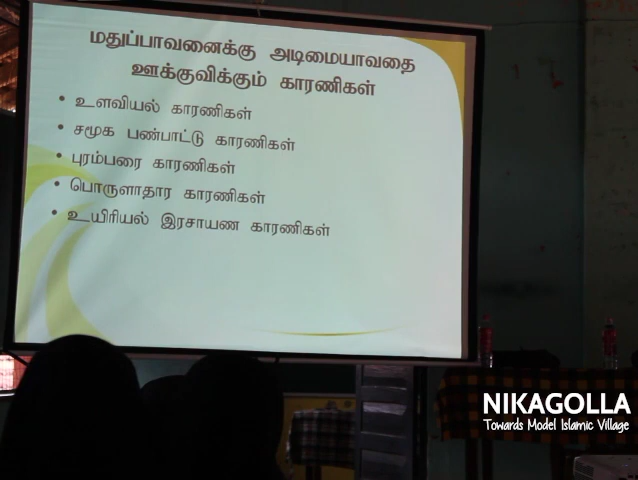 மதுப்பாவனைக்கு அடிமையாவதை
ஊக்குவிக்கும் காரணிகள்
• உளவியல் காரணிகள்
• சமூக பண்பாட்டு காரணிகள்
• புரம்பரை காரணிகள்
• பொருளாதார காரணிகள்
• உயிரியல் இரசாயண காரணிகள்
NIKAGOLLA
Towards Model Islamic Village